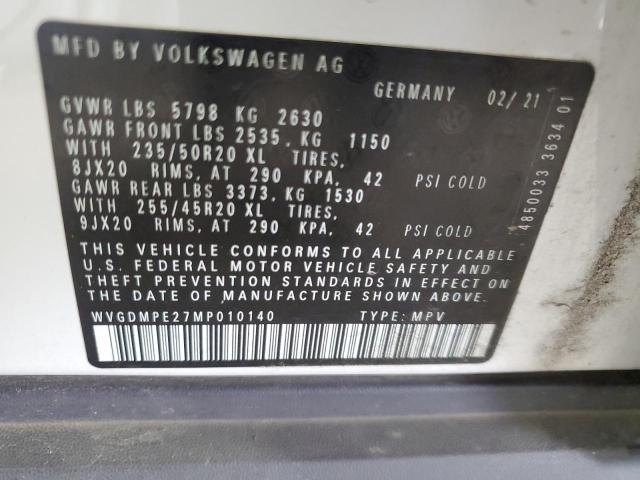 MFD BY VOLKSWAGEN AG
GERMANY 02/21
GVWR LBS 5798 KG 2630
GAWR FRONT LBS 2535, KG 1150
WITH 235/50R20 XL TIRES,
8JX20 RIMS, AT 290 KPA, 42 PSI COLD
GAWR REAR LBS 3373, KG 1530
WITH 255/45R20 XL TIRES,
9JX20 RIMS, AT 290 KPA, 42 PSI COLD
THIS VEHICLE CONFORMS TO ALL APPLICABLE
U.S. FEDERAL MOTOR VEHICLE SAFETY AND
THEFT PREVENTION STANDARDS IN EFFECT ON
THE DATE OF MANUFACTURE SHOWN ABOVE.
WVGDMPE27MP010140 TYPE: MPV
4850033 3634 01